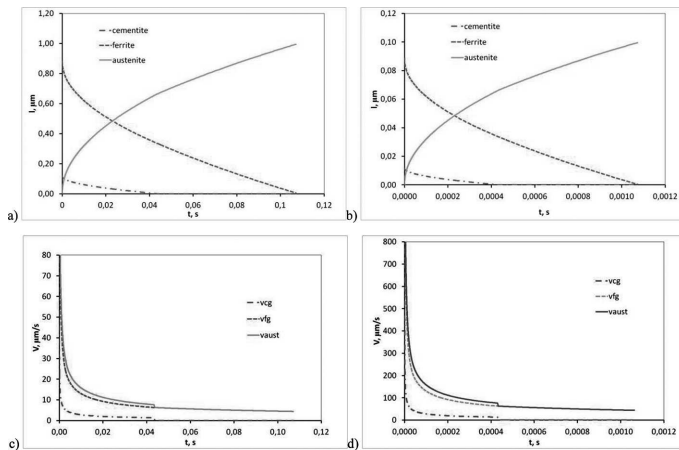 1,20
1,00
0,80
0,60
0,40
0,20
0,00
l, µm
cementite
ferrite
austenite
0
0,02
0,04
0,06
0,08
0,1
0,12
t, s
a)
0,12
0,10
0,08
0,06
0,04
0,02
0,00
l, µm
cementite
ferrite
austenite
0,0000
0,0002
0,0004
0,0006
0,0008
0,0010
0,0012
t, s
b)
80
70
60
50
40
30
20
10
0
V, µm/s
vcg
vfg
vaust
0,00
0,02
0,04
0,06
0,08
0,10
0,12
t, s
c)
800
700
600
500
400
300
200
100
0
V, µm/s
vcg
vfg
vaust
0,0000
0,0002
0,0004
0,0006
0,0008
0,0010
0,0012
t, s
d)